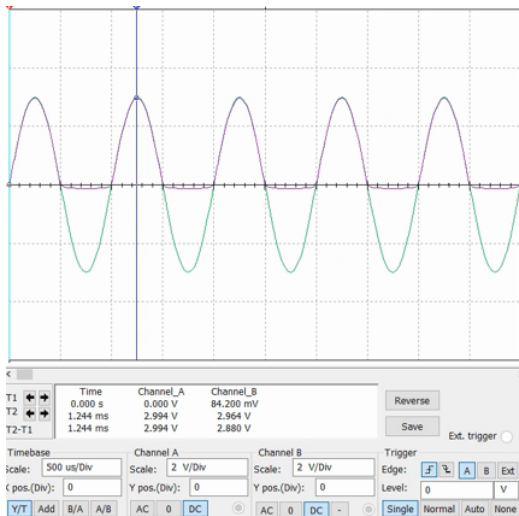 Time Channel_A Channel_B
T1 0.000 s 0.000 V 84.200 mV
T2 1.244 ms 2.994 V 2.964 V
T2-T1 1.244 ms 2.994 V 2.880 V
Reverse
Save
Ext. trigger
Timebase
Scale: 500 us/Div
X pos.(Div): 0
Y/T Add B/A A/B
Channel A
Scale: 2 V/Div
Y pos.(Div): 0
AC 0 DC
Channel B
Scale: 2 V/Div
Y pos.(Div): 0
AC 0 DC -
Trigger
Edge: A B Ext
Level: 0 V
Single Normal Auto None